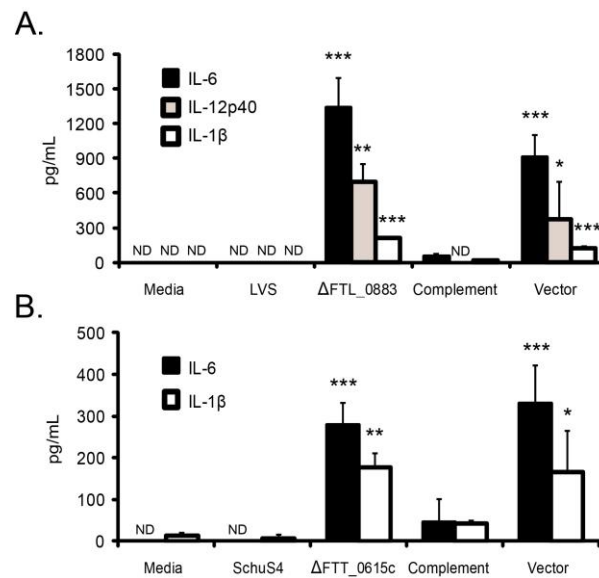 A.
1800
1500
1200
900
600
300
0
pg/mL
IL-6
IL-12p40
IL-1β
ND ND ND
ND ND ND
***
**
***
ND
***
*
***
Media LVS ΔFTL_0883 Complement Vector
B.
500
400
300
200
100
0
pg/mL
IL-6
IL-1β
ND
ND
***
**
***
*
Media SchuS4 ΔFTT_0615c Complement Vector